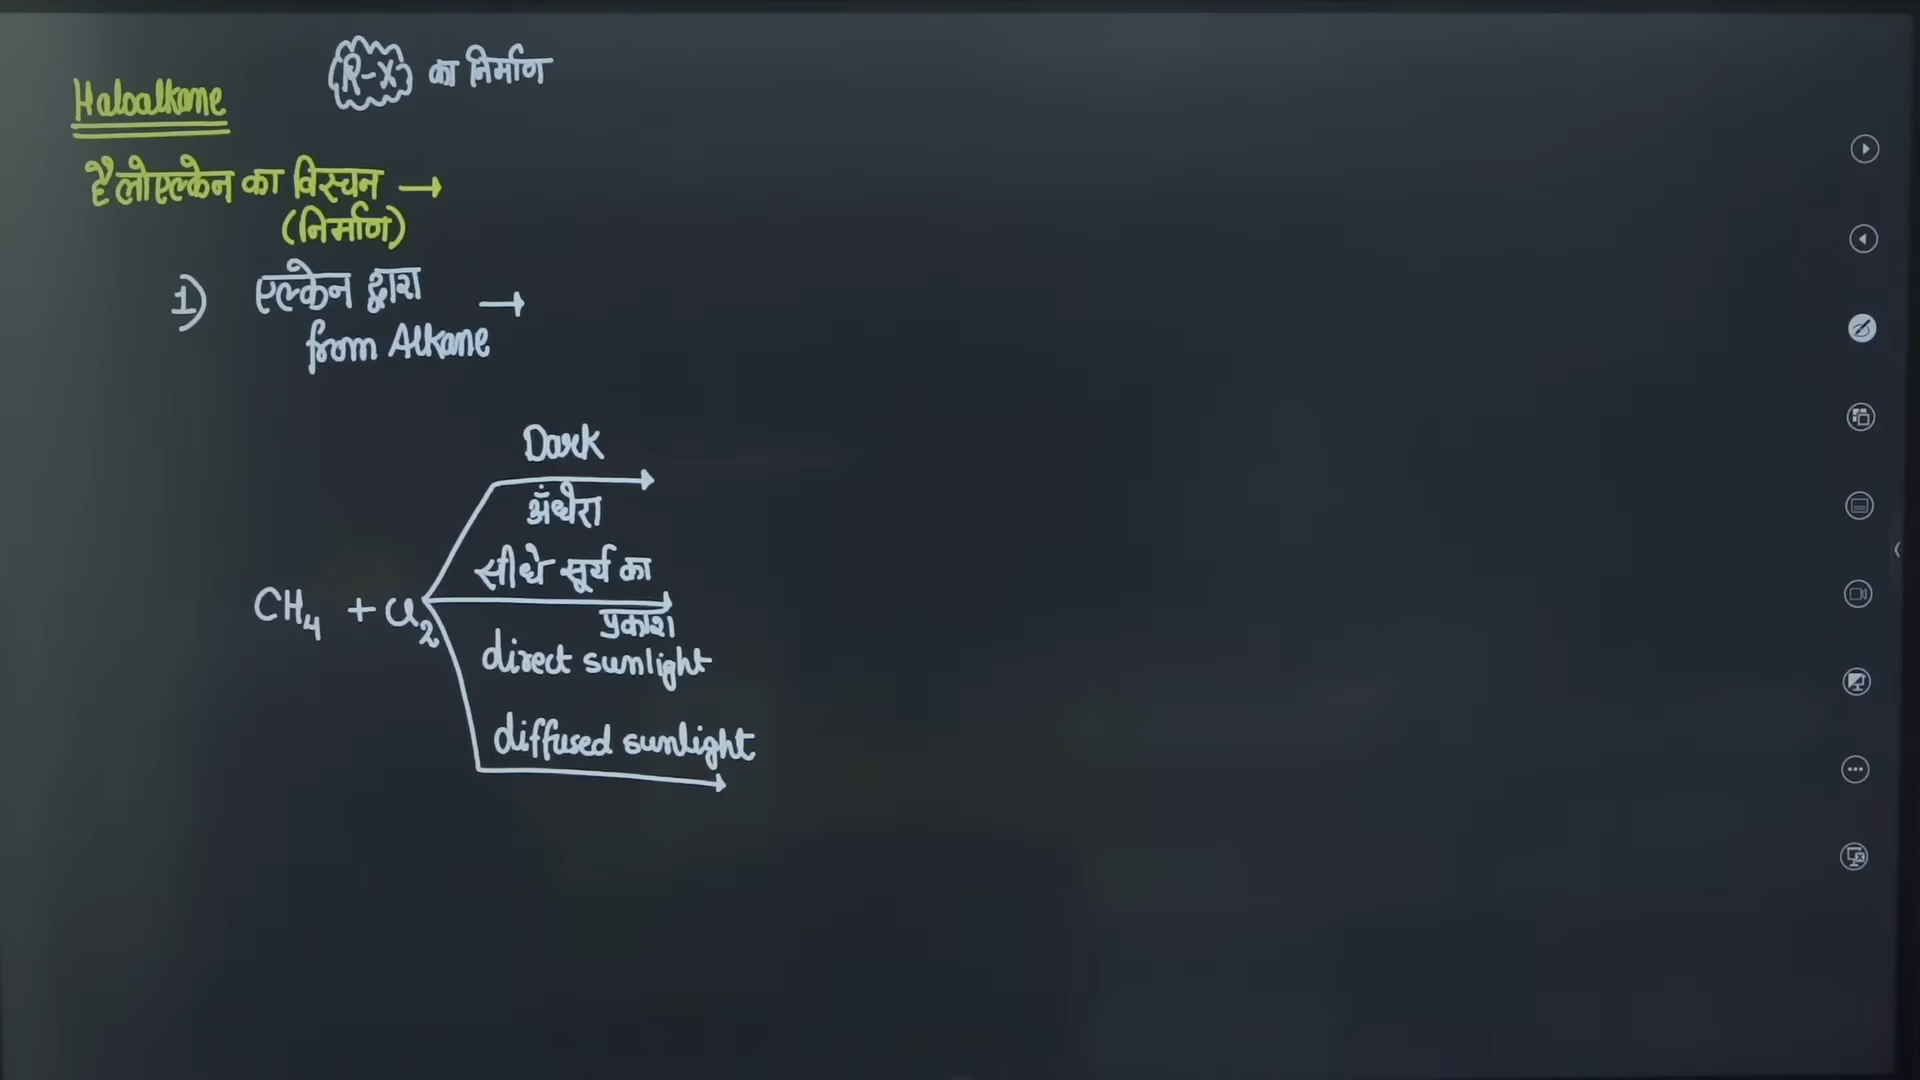 {R-X} का निर्माण
Haloalkane
हैलोएल्केन का विरचन →
(निर्माण)
1) एल्केन द्वारा →
from Alkane
Dark
अँधेरा
सीधे सूर्य का
CH₄ + Cl₂
प्रकाश
direct sunlight
diffused sunlight